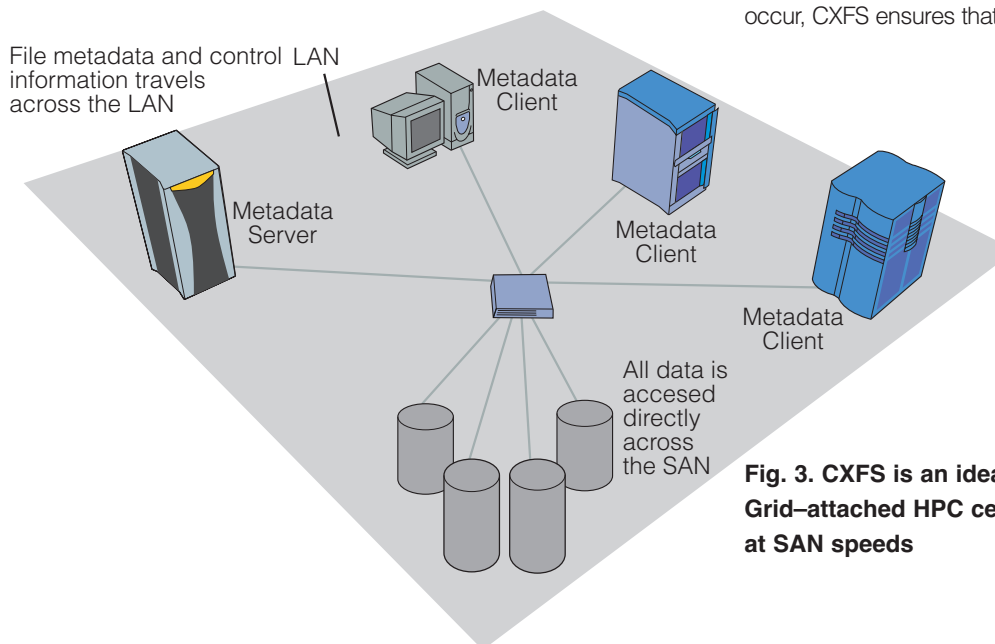 occur, CXFS ensures that
File metadata and control
information travels
across the LAN
LAN
Metadata
Client
Metadata
Server
Metadata
Client
Metadata
Client
All data is
accesed
directly
across
the SAN
Fig. 3. CXFS is an idea
Grid–attached HPC ce
at SAN speeds